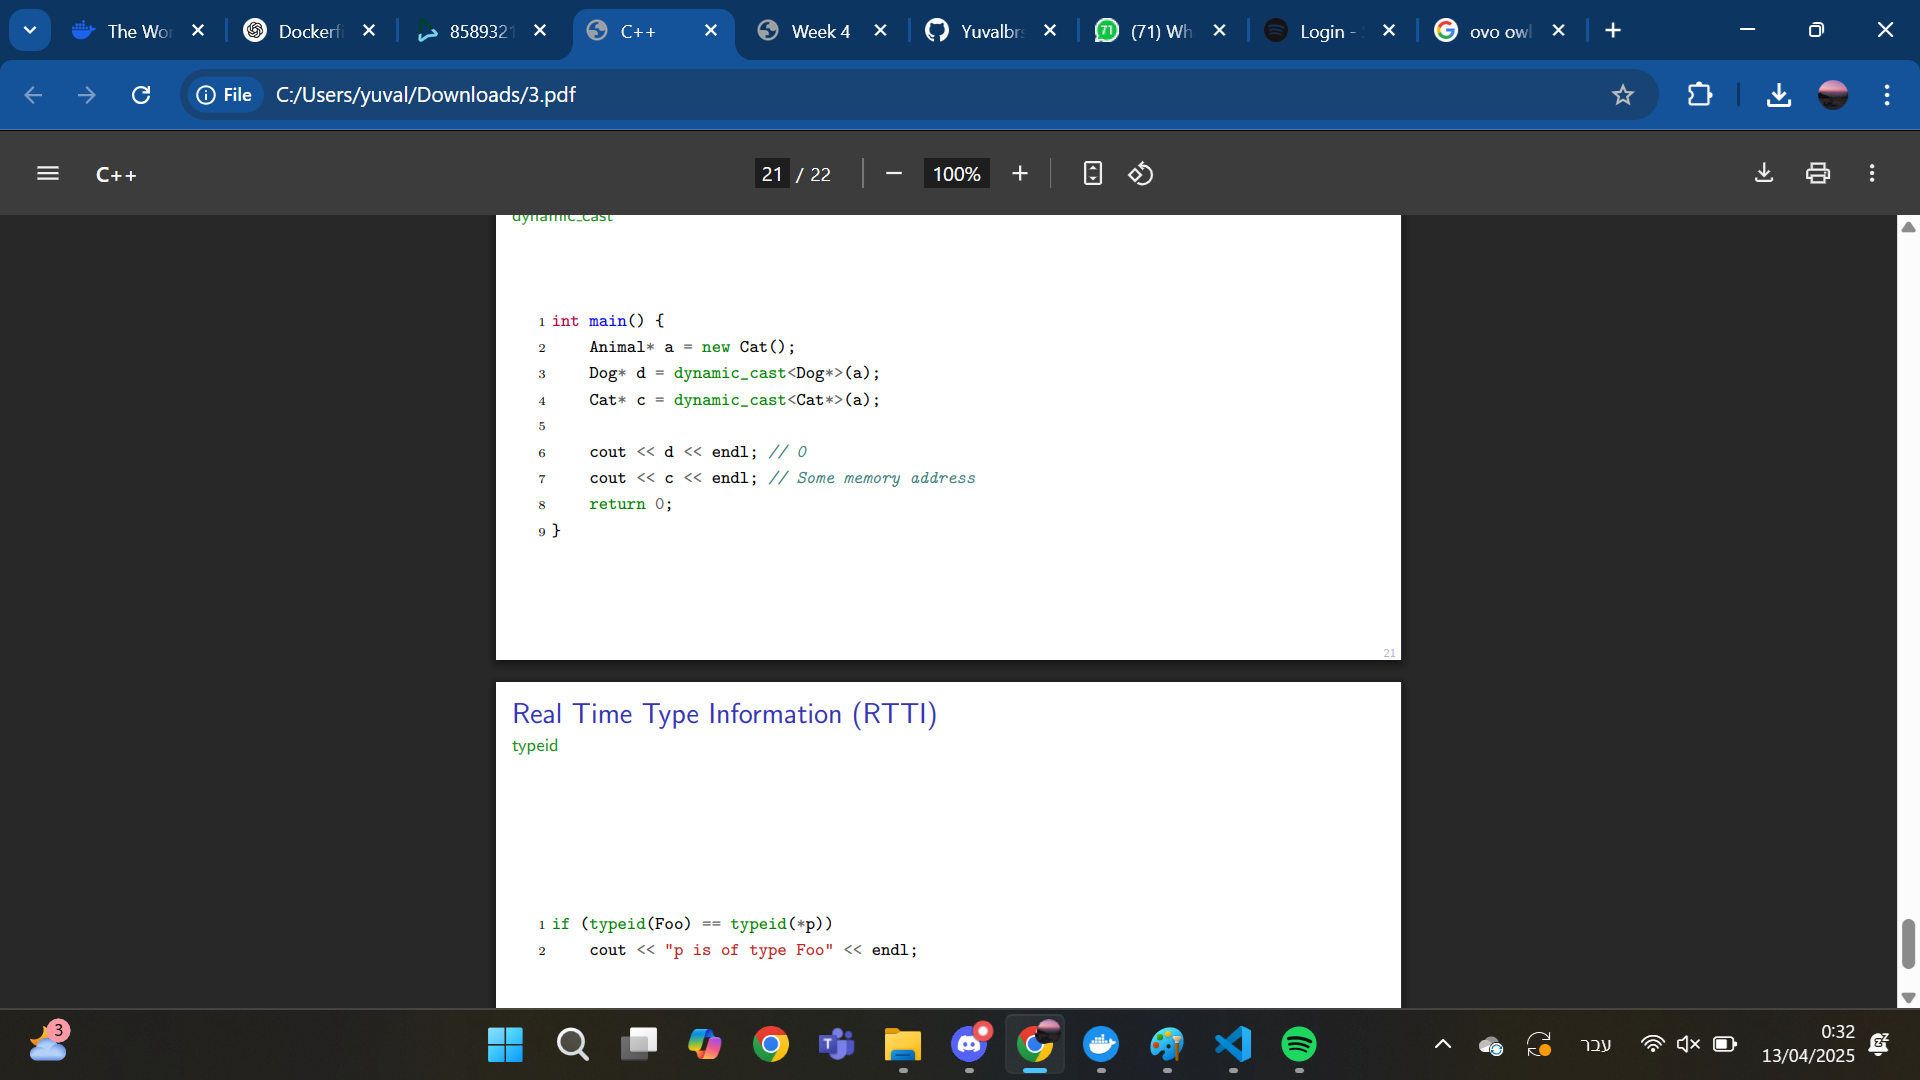 The Wor
Dockerfi
8589321
C++
Week 4
Yuvalbrs
(71) Wh
Login -
ovo owl
File
C:/Users/yuval/Downloads/3.pdf
C++
21 / 22
100%
dynamic_cast
1 int main() {
2 Animal* a = new Cat();
3 Dog* d = dynamic_cast<Dog*>(a);
4 Cat* c = dynamic_cast<Cat*>(a);
5
6 cout << d << endl; // 0
7 cout << c << endl; // Some memory address
8 return 0;
9 }
21
Real Time Type Information (RTTI)
typeid
1 if (typeid(Foo) == typeid(*p))
2 cout << "p is of type Foo" << endl;
3
עבר
0:32
13/04/2025